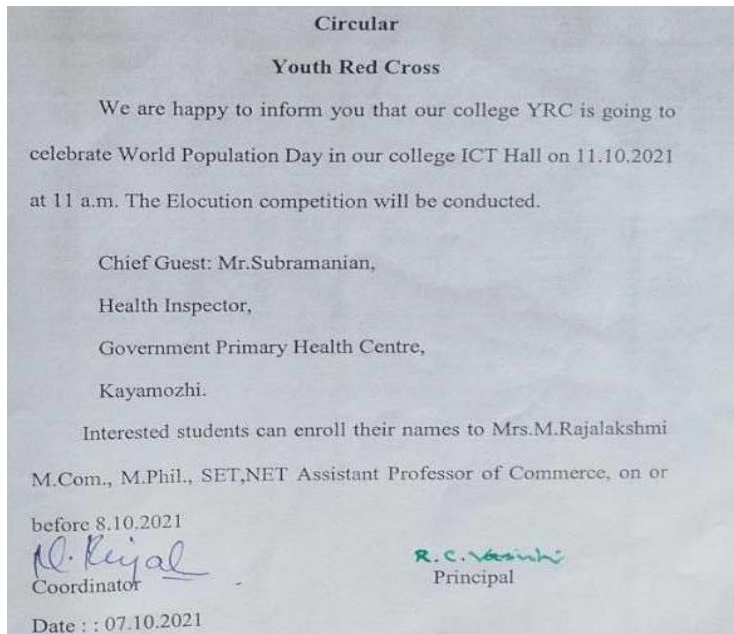 Circular
Youth Red Cross
We are happy to inform you that our college YRC is going to
celebrate World Population Day in our college ICT Hall on 11.10.2021
at 11 a.m. The Elocution competition will be conducted.
Chief Guest: Mr.Subramanian,
Health Inspector,
Government Primary Health Centre,
Kayamozhi.
Interested students can enroll their names to Mrs.M.Rajalakshmi
M.Com., M.Phil., SET,NET Assistant Professor of Commerce, on or
before 8.10.2021
R. C.
Coordinator
Principal
Date : : 07.10.2021